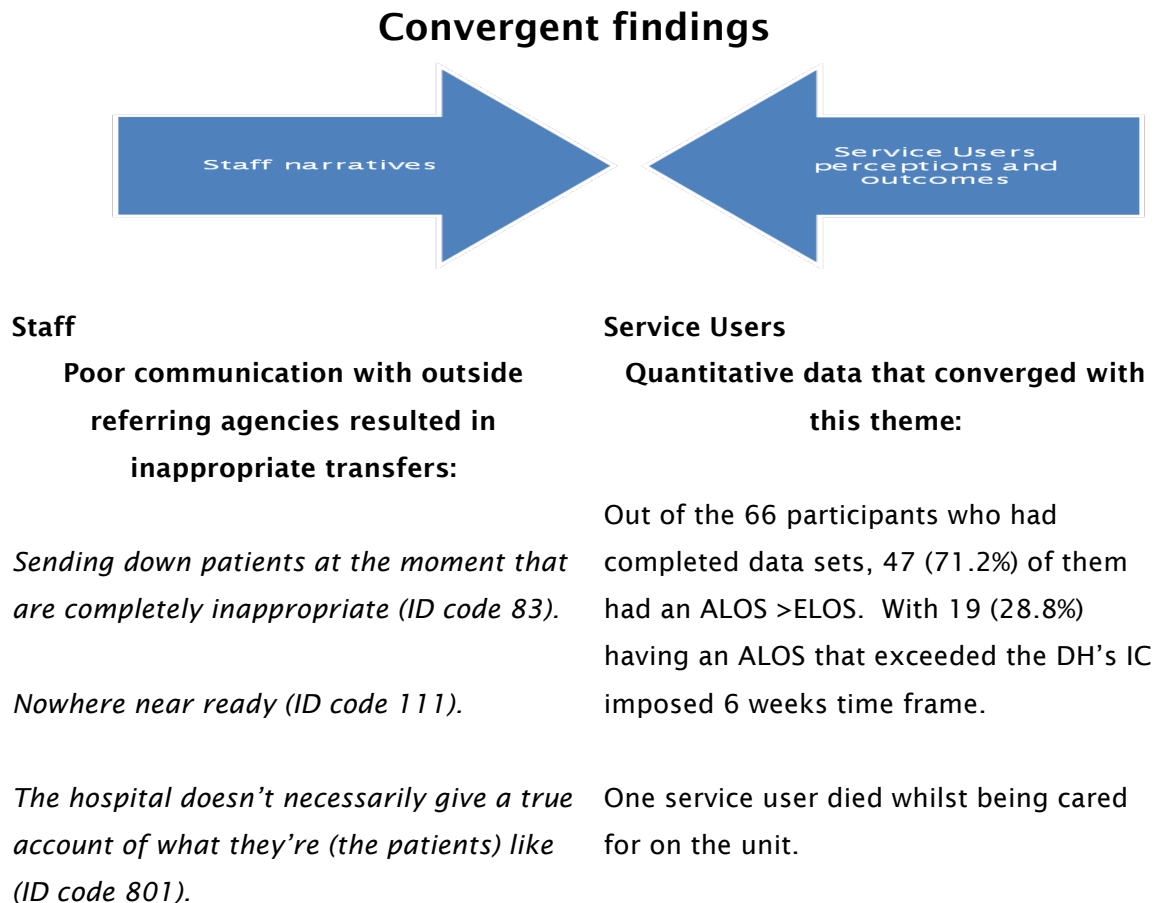 Convergent findings
Staff narratives
Service Users
perceptions and
outcomes
Staff
Poor communication with outside
referring agencies resulted in
inappropriate transfers:
Sending down patients at the moment that
are completely inappropriate (ID code 83).
Nowhere near ready (ID code 111).
The hospital doesn’t necessarily give a true
account of what they’re (the patients) like
(ID code 801).
Service Users
Quantitative data that converged with
this theme:
Out of the 66 participants who had
completed data sets, 47 (71.2%) of them
had an ALOS >ELOS.  With 19 (28.8%)
having an ALOS that exceeded the DH’s IC
imposed 6 weeks time frame.
One service user died whilst being cared
for on the unit.